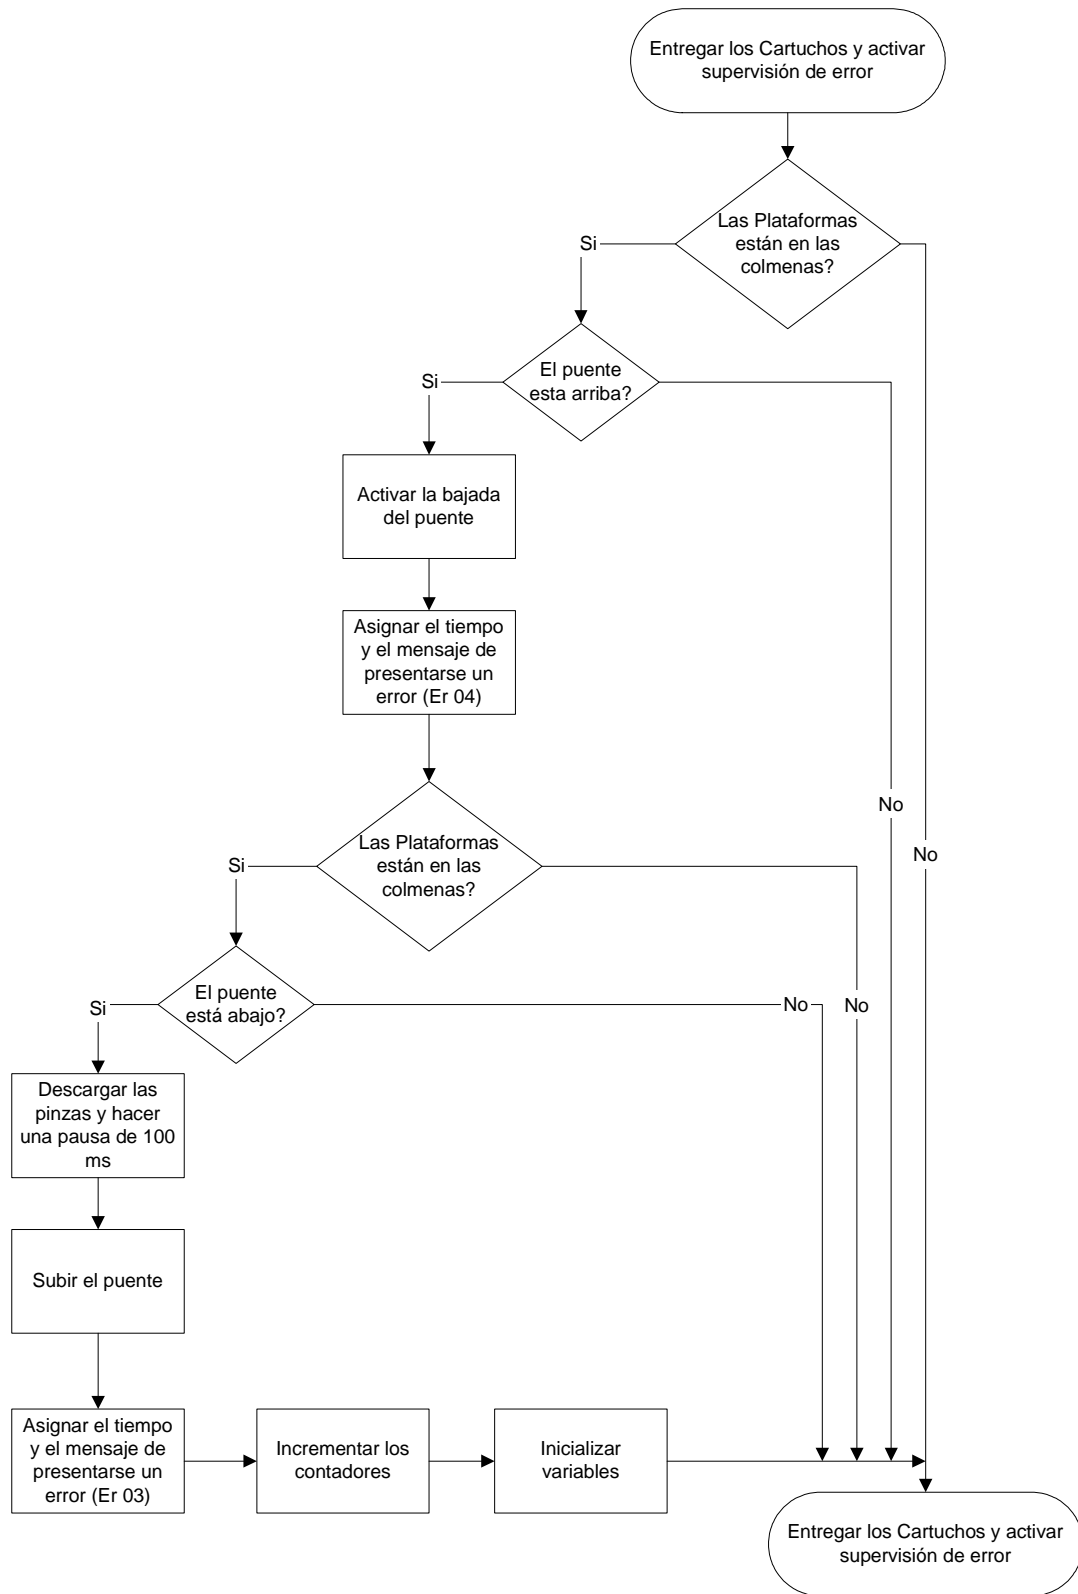 Entregar los Cartuchos y activar
supervisión de error
Las Plataformas
están en las
colmenas?
Si
El puente
esta arriba?
Si
Activar la bajada
del puente
Asignar el tiempo
y el mensaje de
presentarse un
error (Er 04)
No
Las Plataformas
están en las
colmenas?
Si
No
El puente
está abajo?
Si
No
No
Descargar las
pinzas y hacer
una pausa de 100
ms
Subir el puente
Asignar el tiempo
y el mensaje de
presentarse un
error (Er 03)
Incrementar los
contadores
Inicializar
variables
Entregar los Cartuchos y activar
supervisión de error